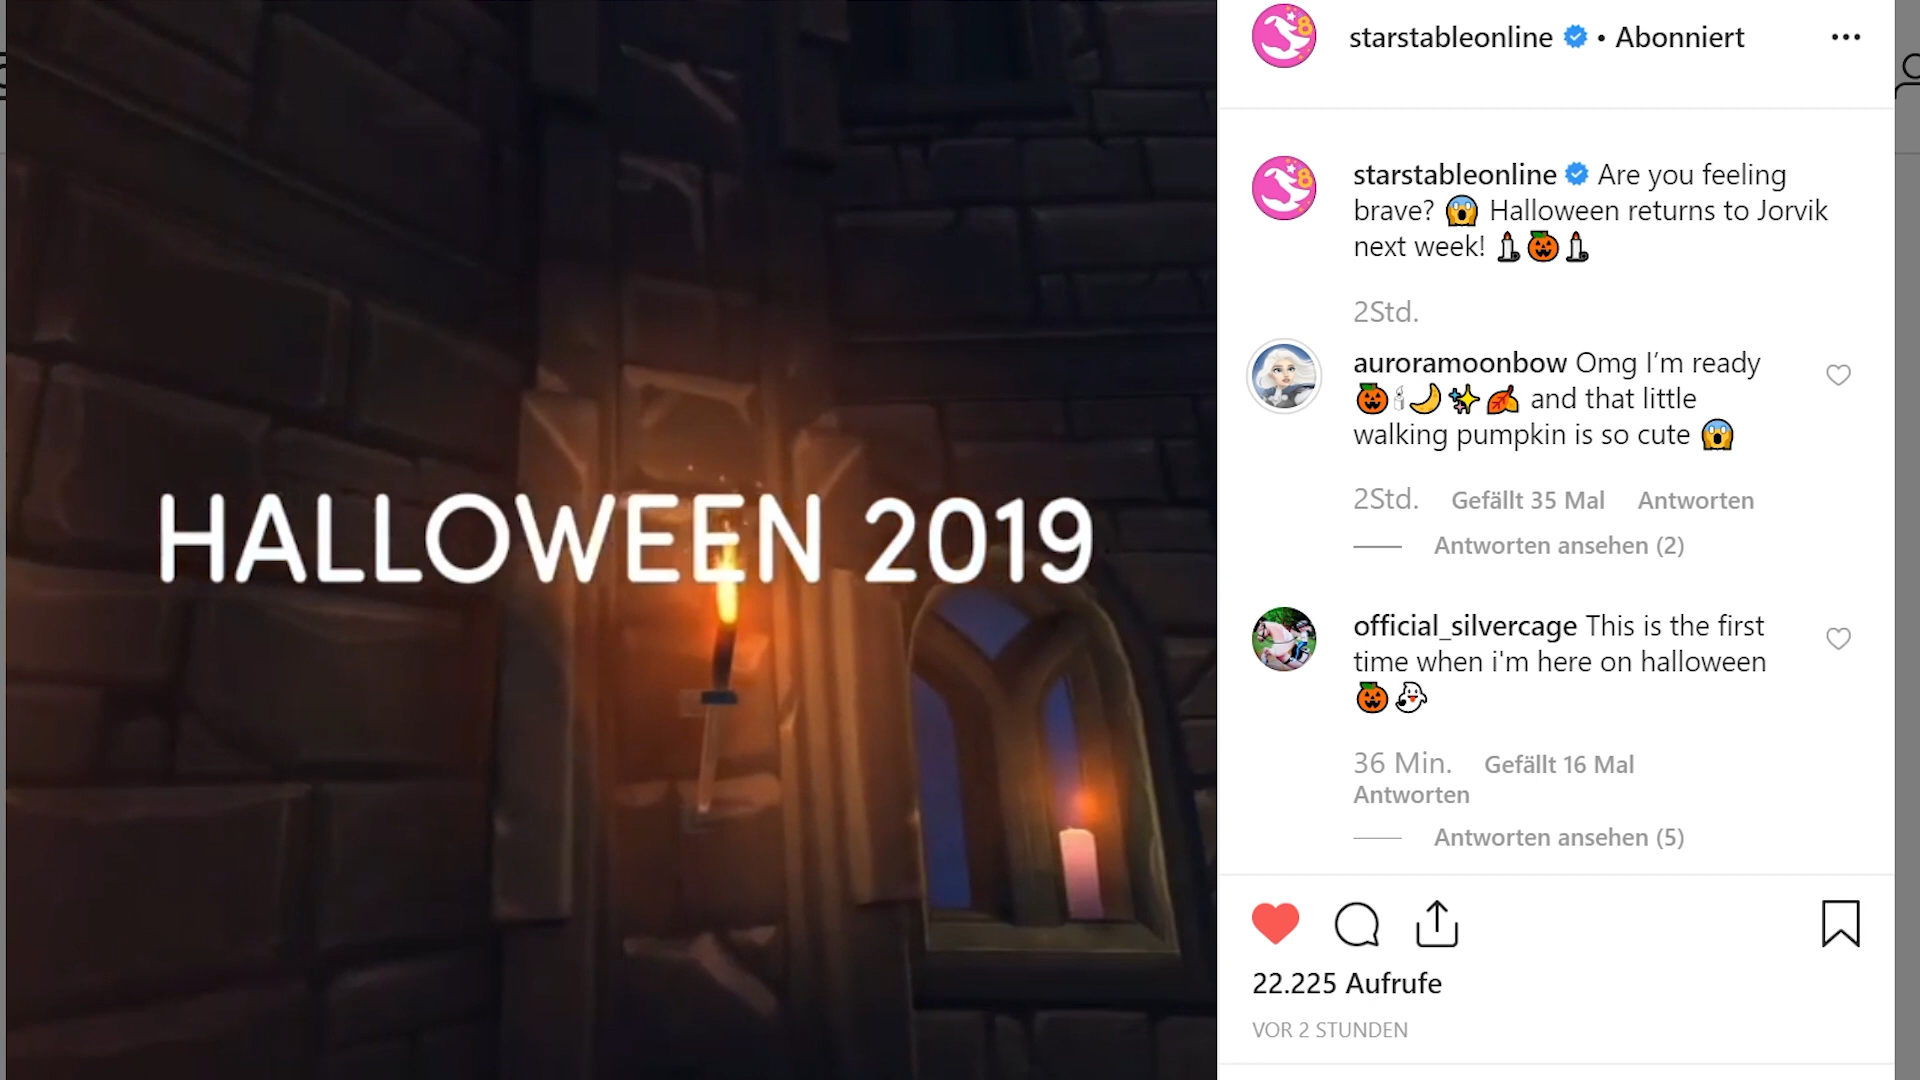 starstableonline • Abonniert
HALLOWEEN 2019
starstableonline Are you feeling
brave? 😱 Halloween returns to Jorvik
next week! 🕯🎃🕯
2Std.
auroramoonbow Omg I’m ready
🎃🕯🌙✨🍂 and that little
walking pumpkin is so cute 😱
2Std. Gefällt 35 Mal Antworten
Antworten ansehen (2)
official_silvercage This is the first
time when i'm here on halloween
🎃👻
36 Min. Gefällt 16 Mal
Antworten
Antworten ansehen (5)
22.225 Aufrufe
VOR 2 STUNDEN